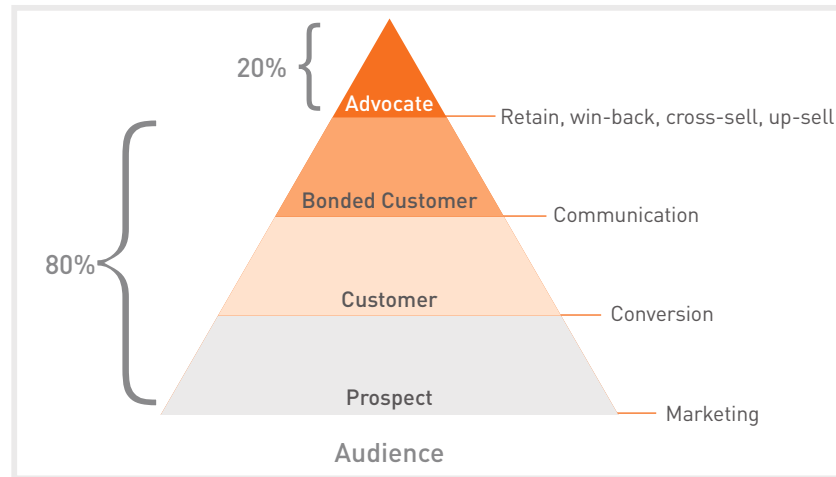 20%
Advocate
Retain, win-back, cross-sell, up-sell
Bonded Customer
Communication
80%
Customer
Conversion
Prospect
Marketing
Audience